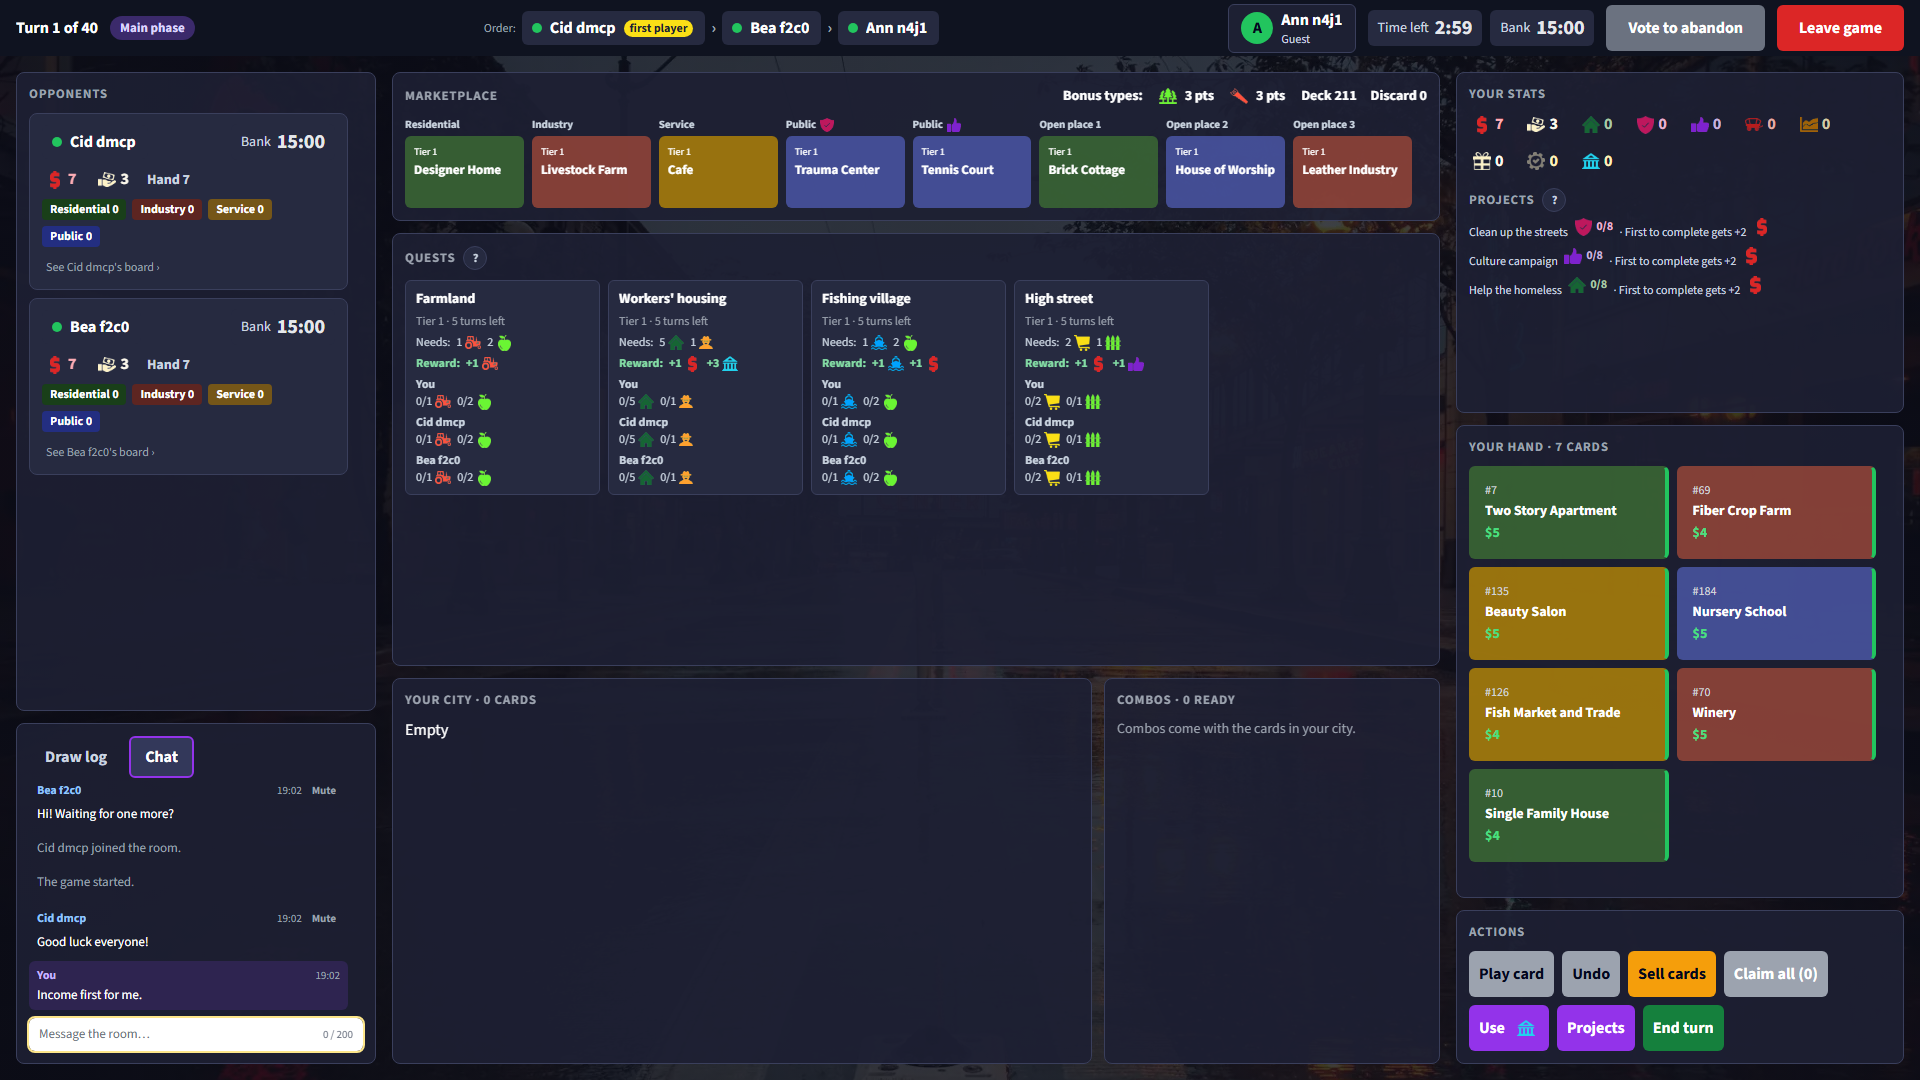 Turn 1 of 40 Main phase
Order: Cid dmcp first player › Bea f2c0 › Ann n4j1
A Ann n4j1
Guest
Time left 2:59
Bank 15:00
Vote to abandon
Leave game
OPPONENTS
Cid dmcp Bank 15:00
7 3 Hand 7
Residential 0 Industry 0 Service 0
Public 0
See Cid dmcp's board ›
Bea f2c0 Bank 15:00
7 3 Hand 7
Residential 0 Industry 0 Service 0
Public 0
See Bea f2c0's board ›
Draw log Chat
Bea f2c0 19:02 Mute
Hi! Waiting for one more?
Cid dmcp joined the room.
The game started.
Cid dmcp 19:02 Mute
Good luck everyone!
You 19:02
Income first for me.
Message the room... 0 / 200
MARKETPLACE
Bonus types: 3 pts 3 pts Deck 211 Discard 0
Residential Industry Service Public Public Open place 1 Open place 2 Open place 3
Tier 1 Tier 1 Tier 1 Tier 1 Tier 1 Tier 1 Tier 1 Tier 1
Designer Home Livestock Farm Cafe Trauma Center Tennis Court Brick Cottage House of Worship Leather Industry
QUESTS ?
Farmland
Tier 1 · 5 turns left
Needs: 1 2
Reward: +1
You
0/1 0/2
Cid dmcp
0/1 0/2
Bea f2c0
0/1 0/2
Workers' housing
Tier 1 · 5 turns left
Needs: 5 1
Reward: +1 +3
You
0/5 0/1
Cid dmcp
0/5 0/1
Bea f2c0
0/5 0/1
Fishing village
Tier 1 · 5 turns left
Needs: 1 2
Reward: +1 +1
You
0/1 0/2
Cid dmcp
0/1 0/2
Bea f2c0
0/1 0/2
High street
Tier 1 · 5 turns left
Needs: 2 1
Reward: +1 +1
You
0/2 0/1
Cid dmcp
0/2 0/1
Bea f2c0
0/2 0/1
YOUR CITY · 0 CARDS
Empty
COMBOS · 0 READY
Combos come with the cards in your city.
YOUR STATS
7 3 0 0 0 0 0
0 0 0
PROJECTS ?
Clean up the streets 0/8 · First to complete gets +2
Culture campaign 0/8 · First to complete gets +2
Help the homeless 0/8 · First to complete gets +2
YOUR HAND · 7 CARDS
#7
Two Story Apartment
$5
#69
Fiber Crop Farm
$4
#135
Beauty Salon
$5
#184
Nursery School
$5
#126
Fish Market and Trade
$4
#70
Winery
$5
#10
Single Family House
$4
ACTIONS
Play card Undo Sell cards Claim all (0)
Use Projects End turn